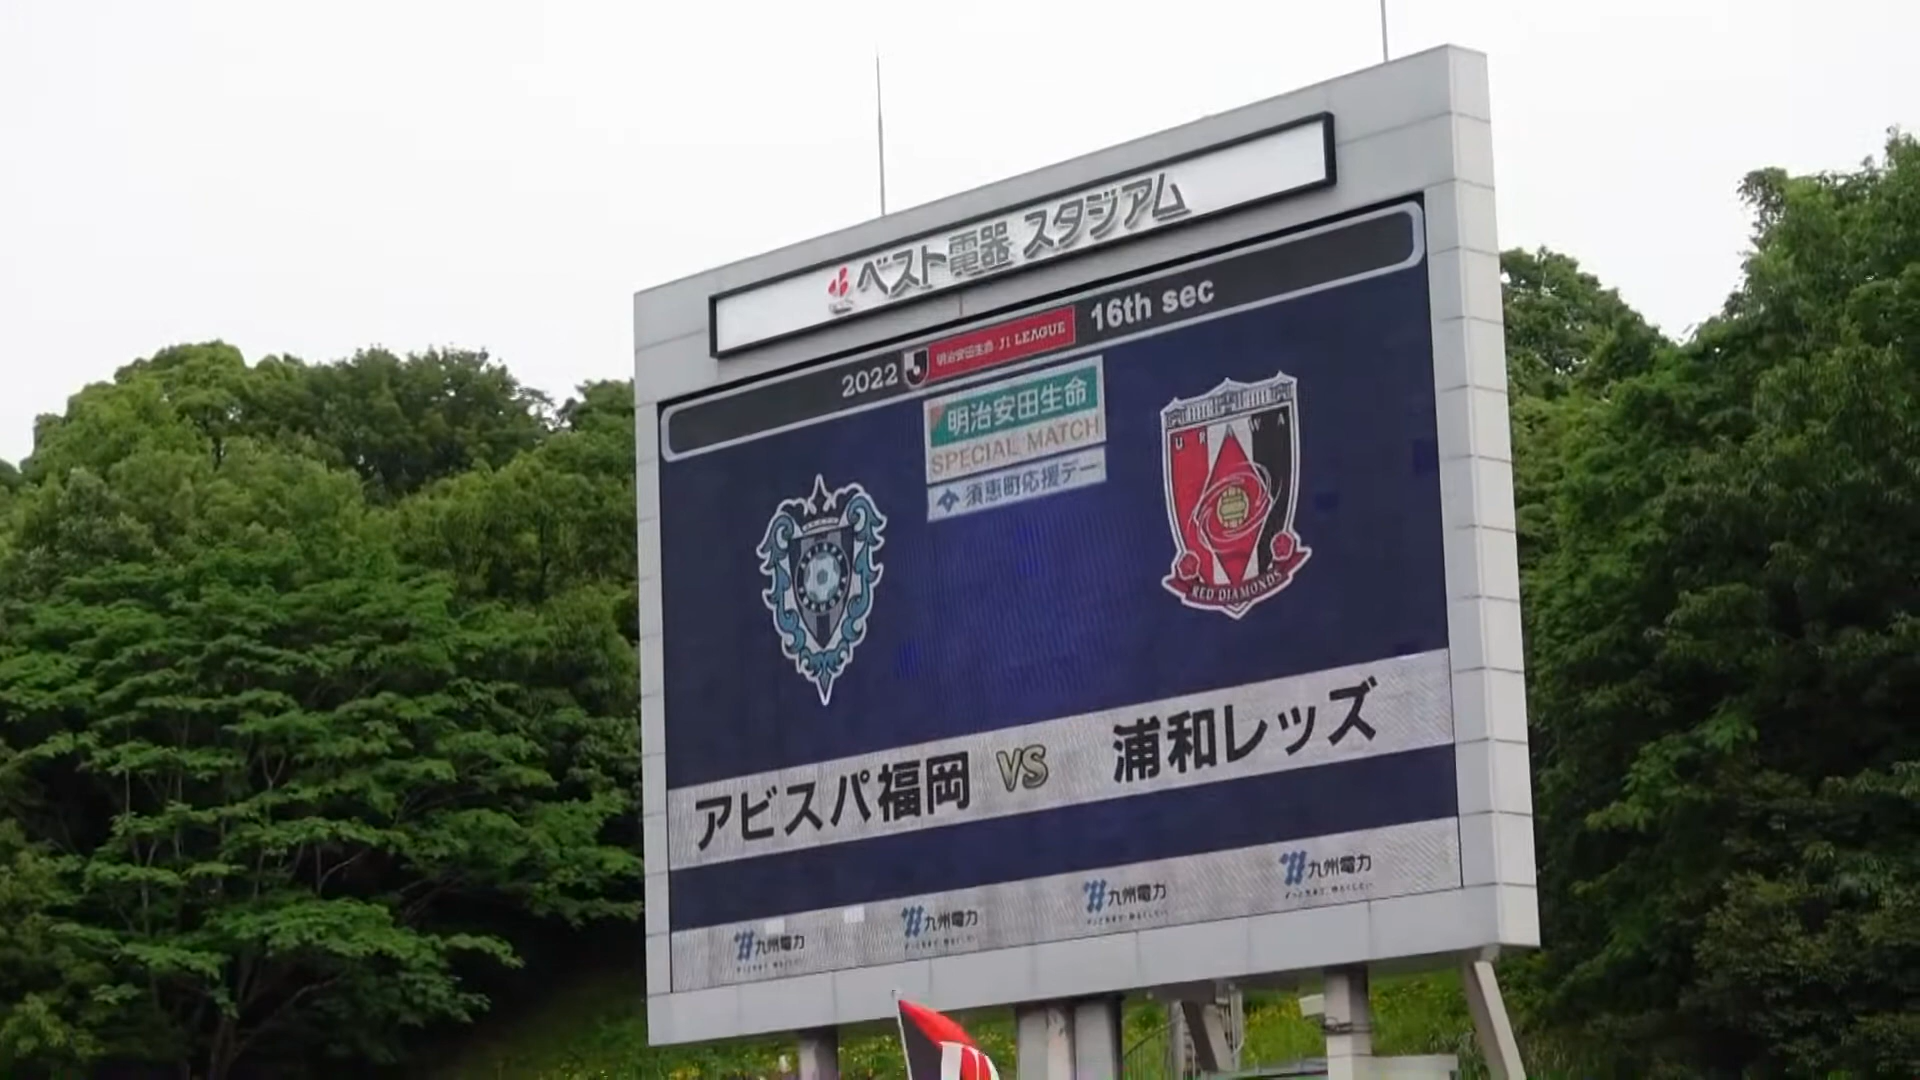 ベスト電器 スタジアム
2022 明治安田生命 J1 LEAGUE 16th sec
明治安田生命
SPECIAL MATCH
須恵町応援デー
URAWA
RED DIAMONDS
アビスパ福岡 VS 浦和レッズ
九州電力 九州電力 九州電力 九州電力